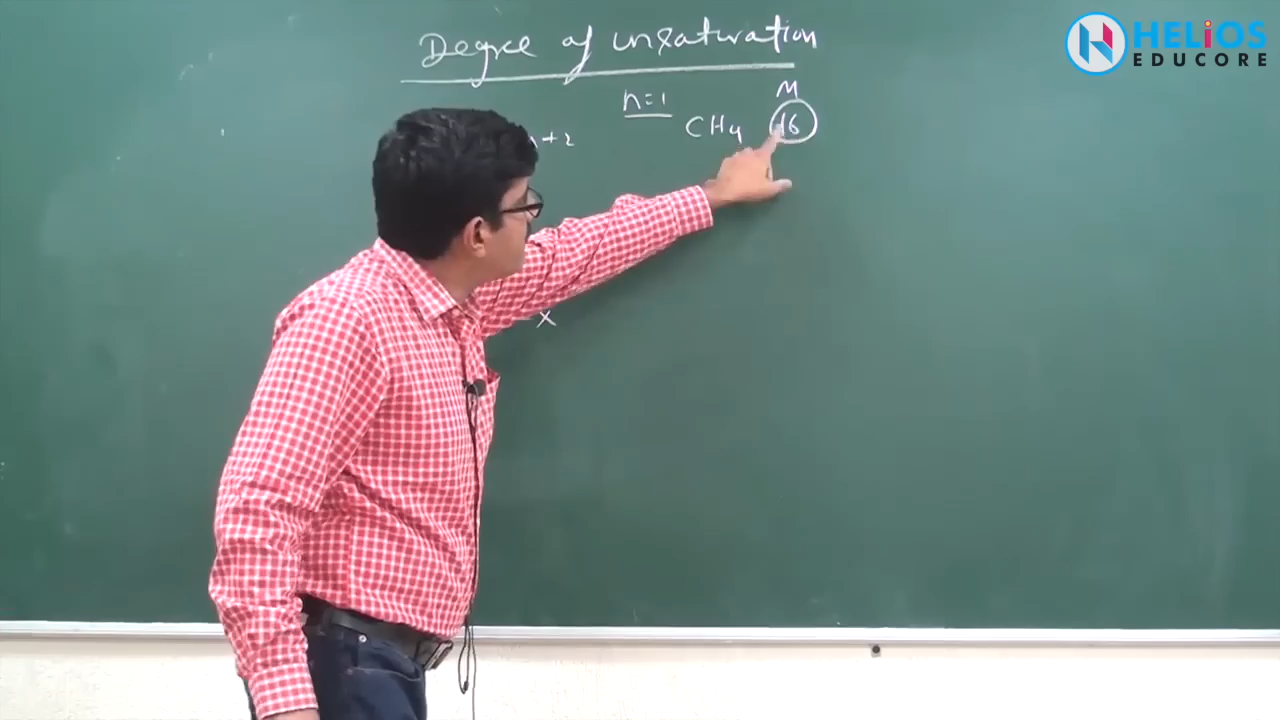 HELiOS
EDUCORE
Degree of unsaturation
n=1
M
CH4 16
+2
x